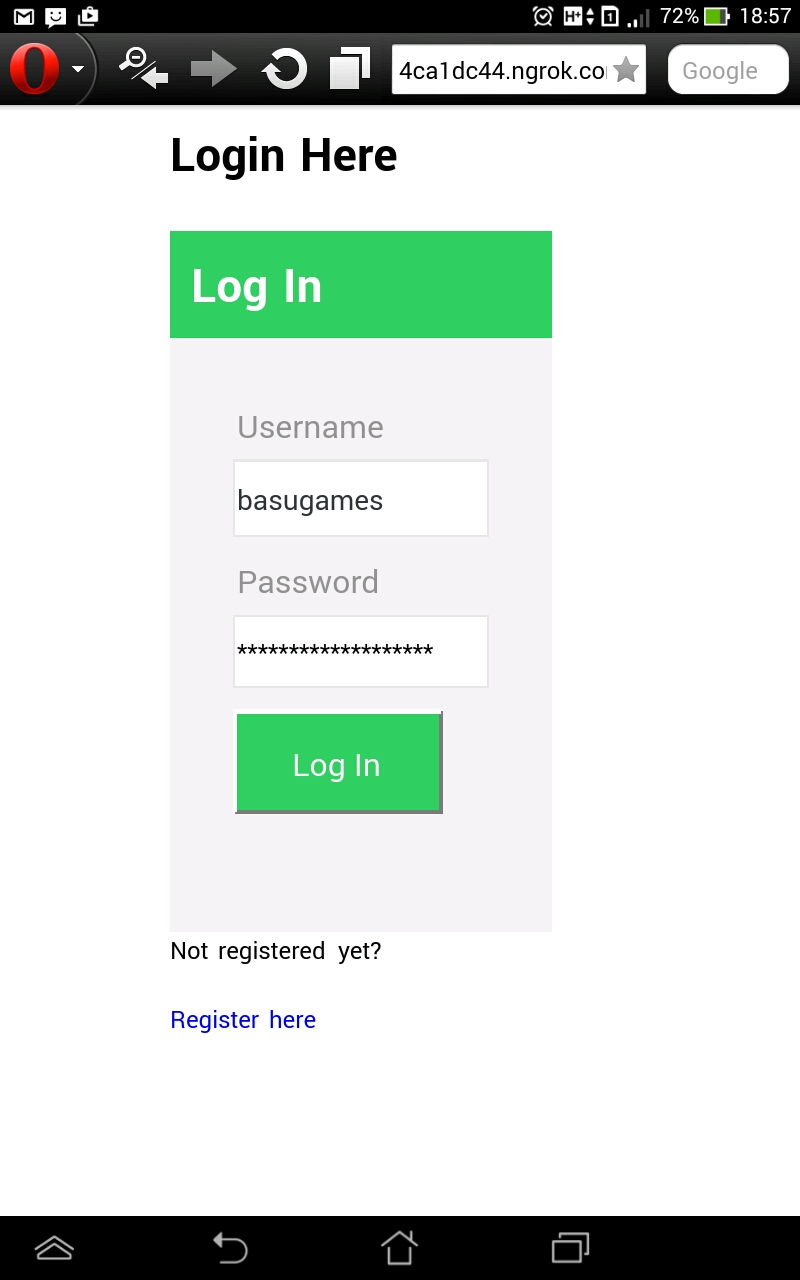 72% 18:57
4ca1dc44.ngrok.co
Google
Login Here
Log In
Username
basugames
Password
*******************
Log In
Not registered yet?
Register here